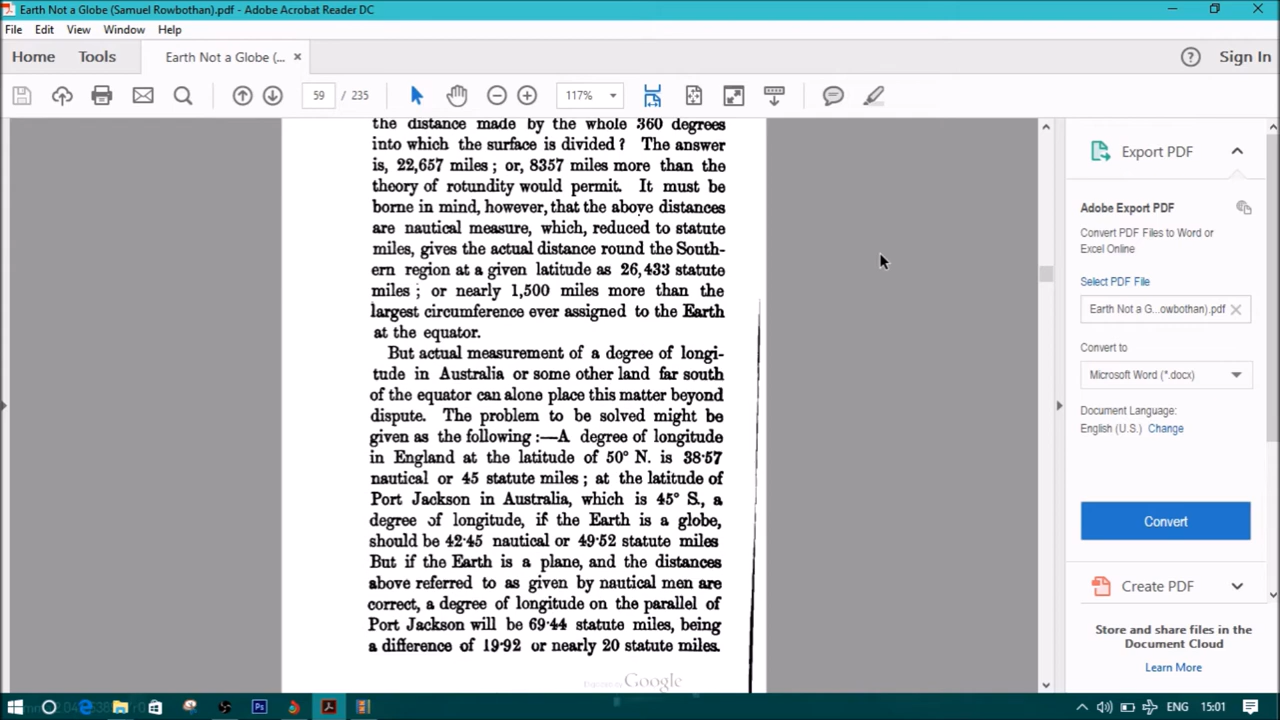 Earth Not a Globe (Samuel Rowbothan).pdf - Adobe Acrobat Reader DC
File Edit View Window Help
Home Tools Earth Not a Globe (... × Sign In
59 / 235 117%
the distance made by the whole 360 degrees
into which the surface is divided? The answer
is, 22,657 miles; or, 8357 miles more than the
theory of rotundity would permit. It must be
borne in mind, however, that the above distances
are nautical measure, which, reduced to statute
miles, gives the actual distance round the South-
ern region at a given latitude as 26,433 statute
miles; or nearly 1,500 miles more than the
largest circumference ever assigned to the Earth
at the equator.
But actual measurement of a degree of longi-
tude in Australia or some other land far south
of the equator can alone place this matter beyond
dispute. The problem to be solved might be
given as the following :—A degree of longitude
in England at the latitude of 50° N. is 38·57
nautical or 45 statute miles; at the latitude of
Port Jackson in Australia, which is 45° S., a
degree of longitude, if the Earth is a globe,
should be 42·45 nautical or 49·52 statute miles
But if the Earth is a plane, and the distances
above referred to as given by nautical men are
correct, a degree of longitude on the parallel of
Port Jackson will be 69·44 statute miles, being
a difference of 19·92 or nearly 20 statute miles.
Google
Export PDF
Adobe Export PDF
Convert PDF Files to Word or
Excel Online
Select PDF File
Earth Not a G...owbothan).pdf ×
Convert to
Microsoft Word (*.docx)
Document Language:
English (U.S.) Change
Convert
Create PDF
Store and share files in the
Document Cloud
Learn More
ENG 15:01